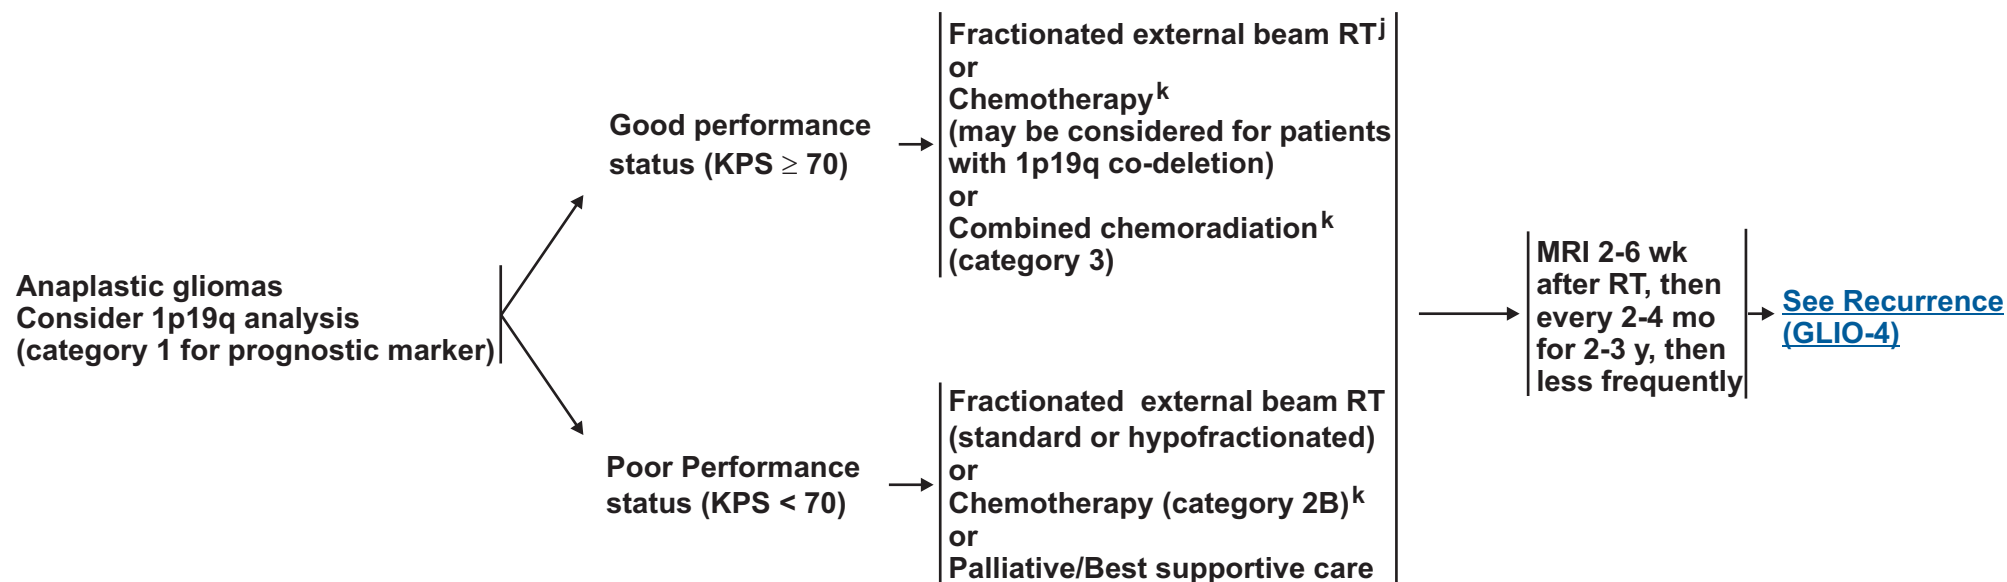 Anaplastic gliomas
Consider 1p19q analysis
(category 1 for prognostic marker)
Good performance
status (KPS ≥ 70)
Fractionated external beam RTʲ
or
Chemotherapyᵏ
(may be considered for patients
with 1p19q co-deletion)
or
Combined chemoradiationᵏ
(category 3)
Poor Performance
status (KPS < 70)
Fractionated external beam RT
(standard or hypofractionated)
or
Chemotherapy (category 2B)ᵏ
or
Palliative/Best supportive care
MRI 2-6 wk
after RT, then
every 2-4 mo
for 2-3 y, then
less frequently
See Recurrence
(GLIO-4)